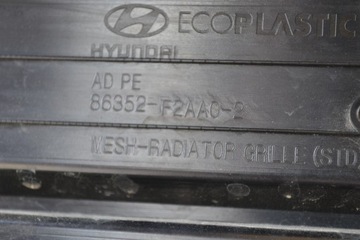 ECOPLASTIC
HYUNDAI
AD PE
86352-F2AA0-2
MESH-RADIATOR GRILLE (STD